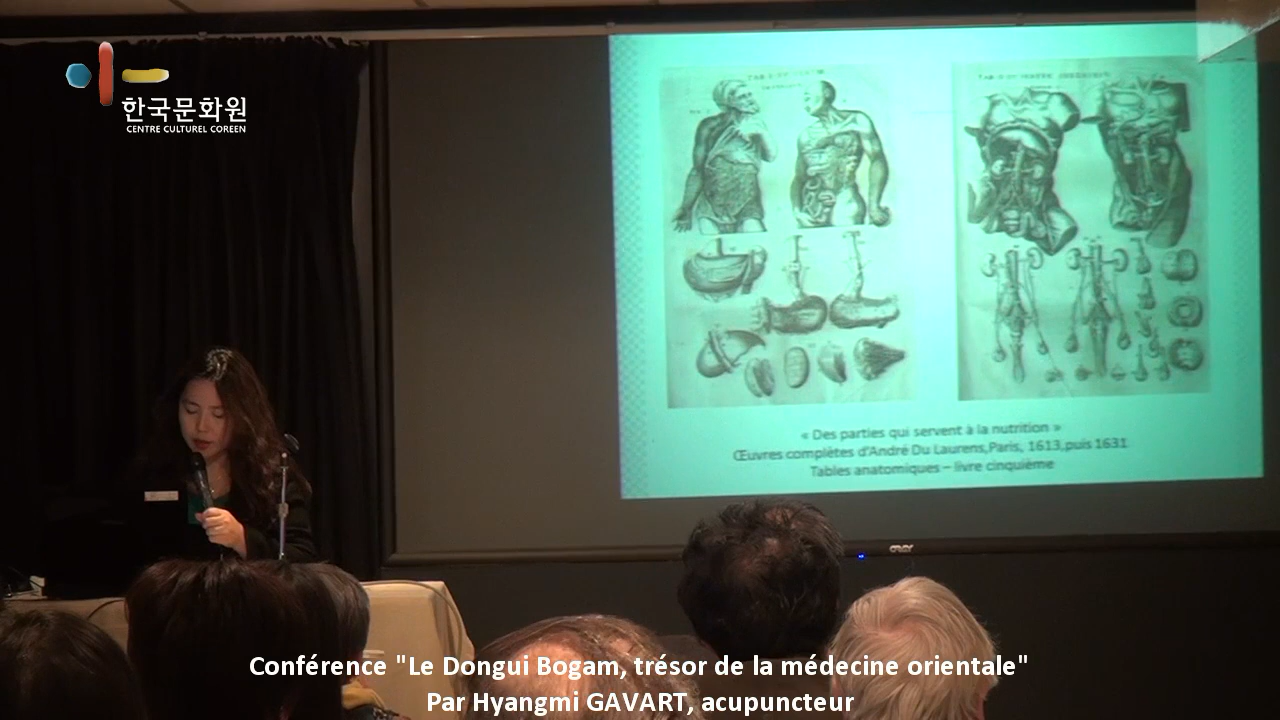 한국문화원
CENTRE CULTUREL COREEN
« Des parties qui servent à la nutrition »
Œuvres complètes d'André Du Laurens,Paris, 1613,puis 1631
Tables anatomiques – livre cinquième
Conférence "Le Dongui Bogam, trésor de la médecine orientale"
Par Hyangmi GAVART, acupuncteur